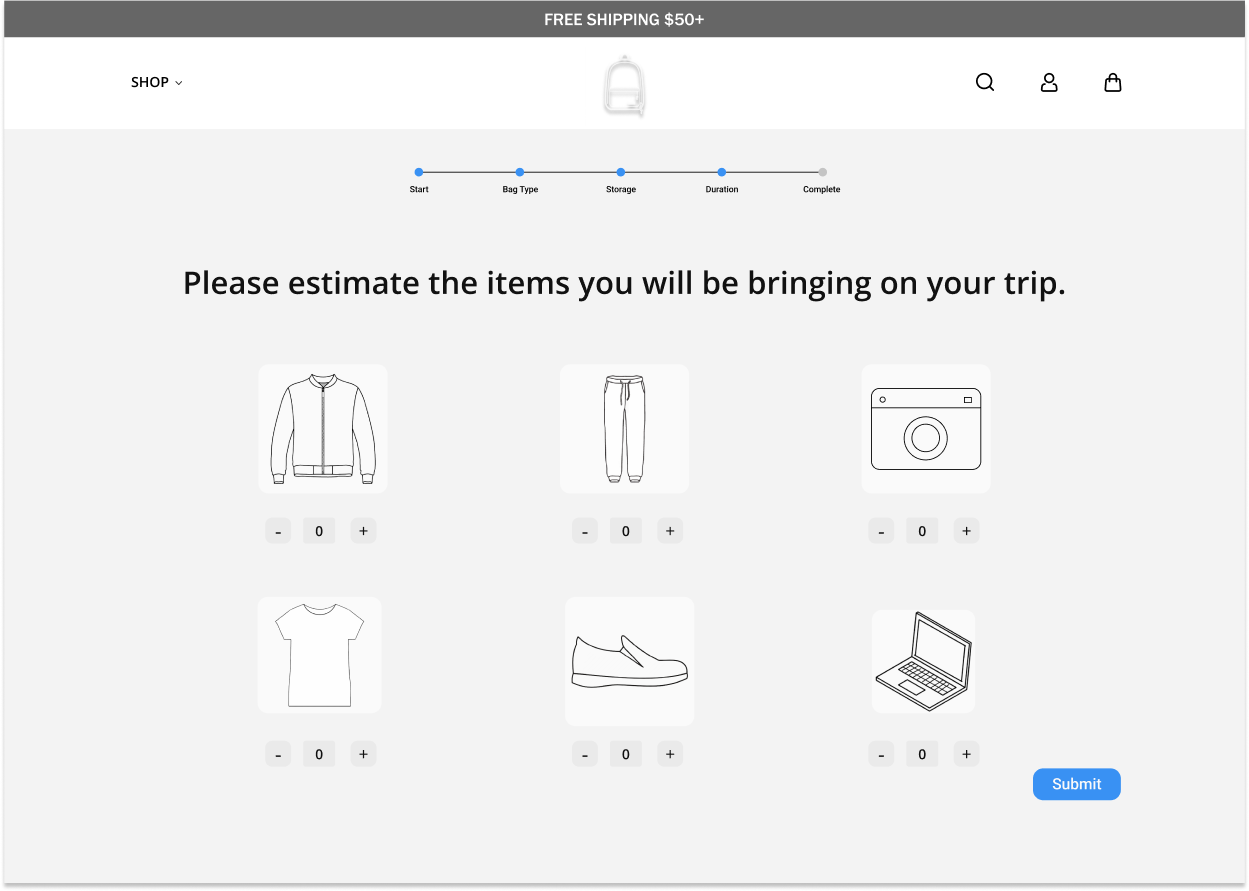 FREE SHIPPING $50+
SHOP
Start Bag Type Storage Duration Complete
Please estimate the items you will be bringing on your trip.
- 0 + - 0 + - 0 +
- 0 + - 0 + - 0 +
Submit